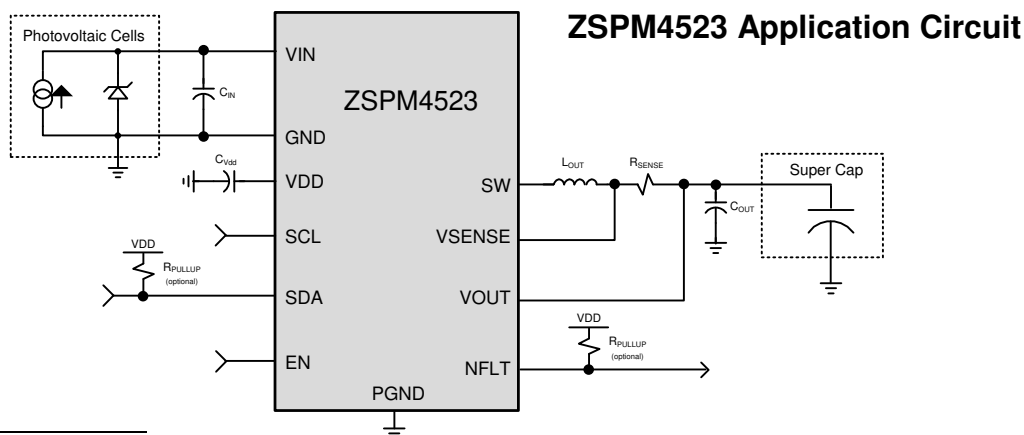 ZSPM4523 Application Circuit
Photovoltaic Cells
VIN
CIN
ZSPM4523
GND
CVdd
VDD
SW
LOUT
RSENSE
Super Cap
COUT
SCL
VSENSE
VDD
RPULLUP
(optional)
SDA
VOUT
VDD
RPULLUP
(optional)
EN
NFLT
PGND